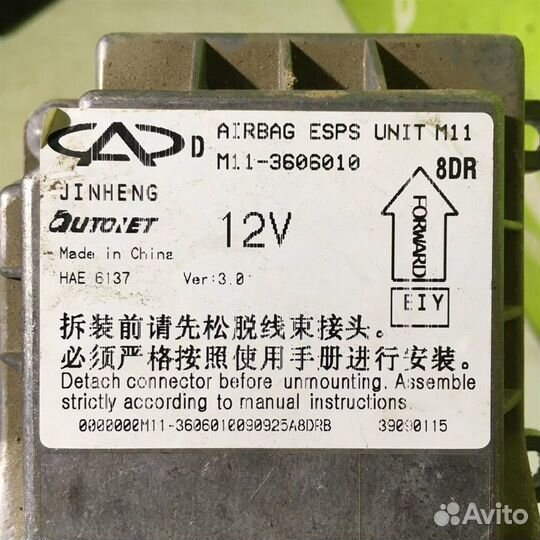 D AIRBAG ESPS UNIT M11
M11-3606010
8DR
JINHENG
AUTONET
12V
FORWARD
Made in China
HAE 6137 Ver:3.0
EIY
拆装前请先松脱线束接头。
必须严格按照使用手册进行安装。
Detach connector before unmounting. Assemble
strictly according to manual instructions.
0000000M11-3606010090925A8DRB 39090115
Avito